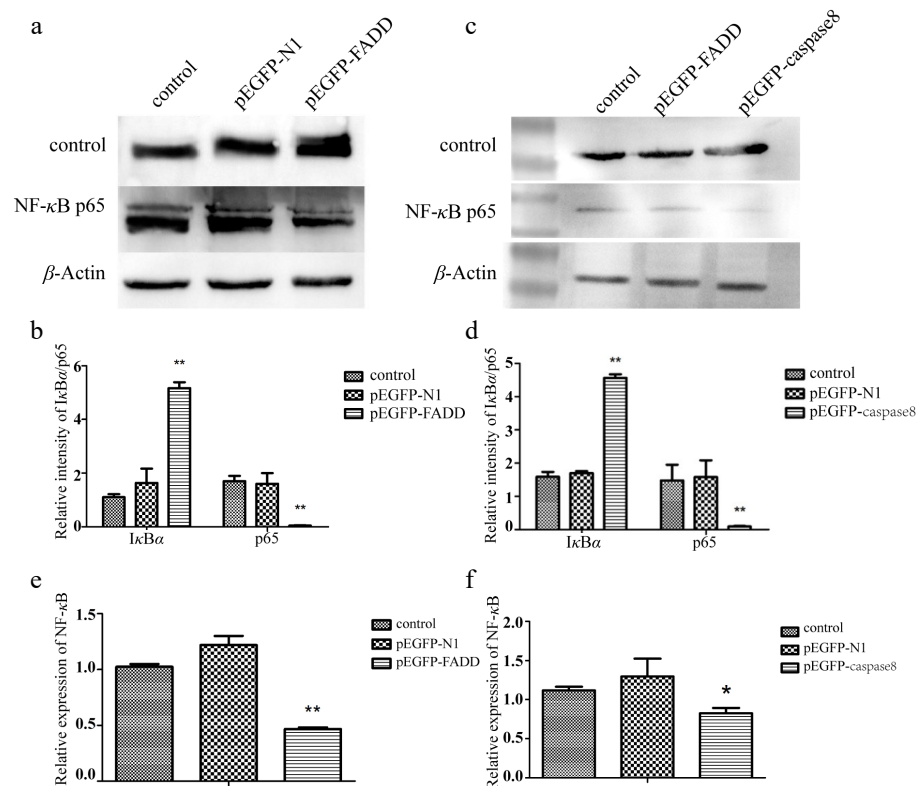 a
control
pEGFP-N1
pEGFP-FADD
control
NF-κB p65
β-Actin
c
control
pEGFP-FADD
pEGFP-caspase8
control
NF-κB p65
β-Actin
b
Relative intensity of IκBα/p65
6
4
2
0
**
**
IκBα
p65
control
pEGFP-N1
pEGFP-FADD
d
Relative intensity of IκBα/p65
5
4
3
2
1
0
**
**
IκBα
p65
control
pEGFP-N1
pEGFP-caspase8
e
Relative expression of NF-κB
1.5
1.0
0.5
0.0
**
control
pEGFP-N1
pEGFP-FADD
f
Relative expression of NF-κB
2.0
1.5
1.0
0.5
0.0
*
control
pEGFP-N1
pEGFP-caspase8